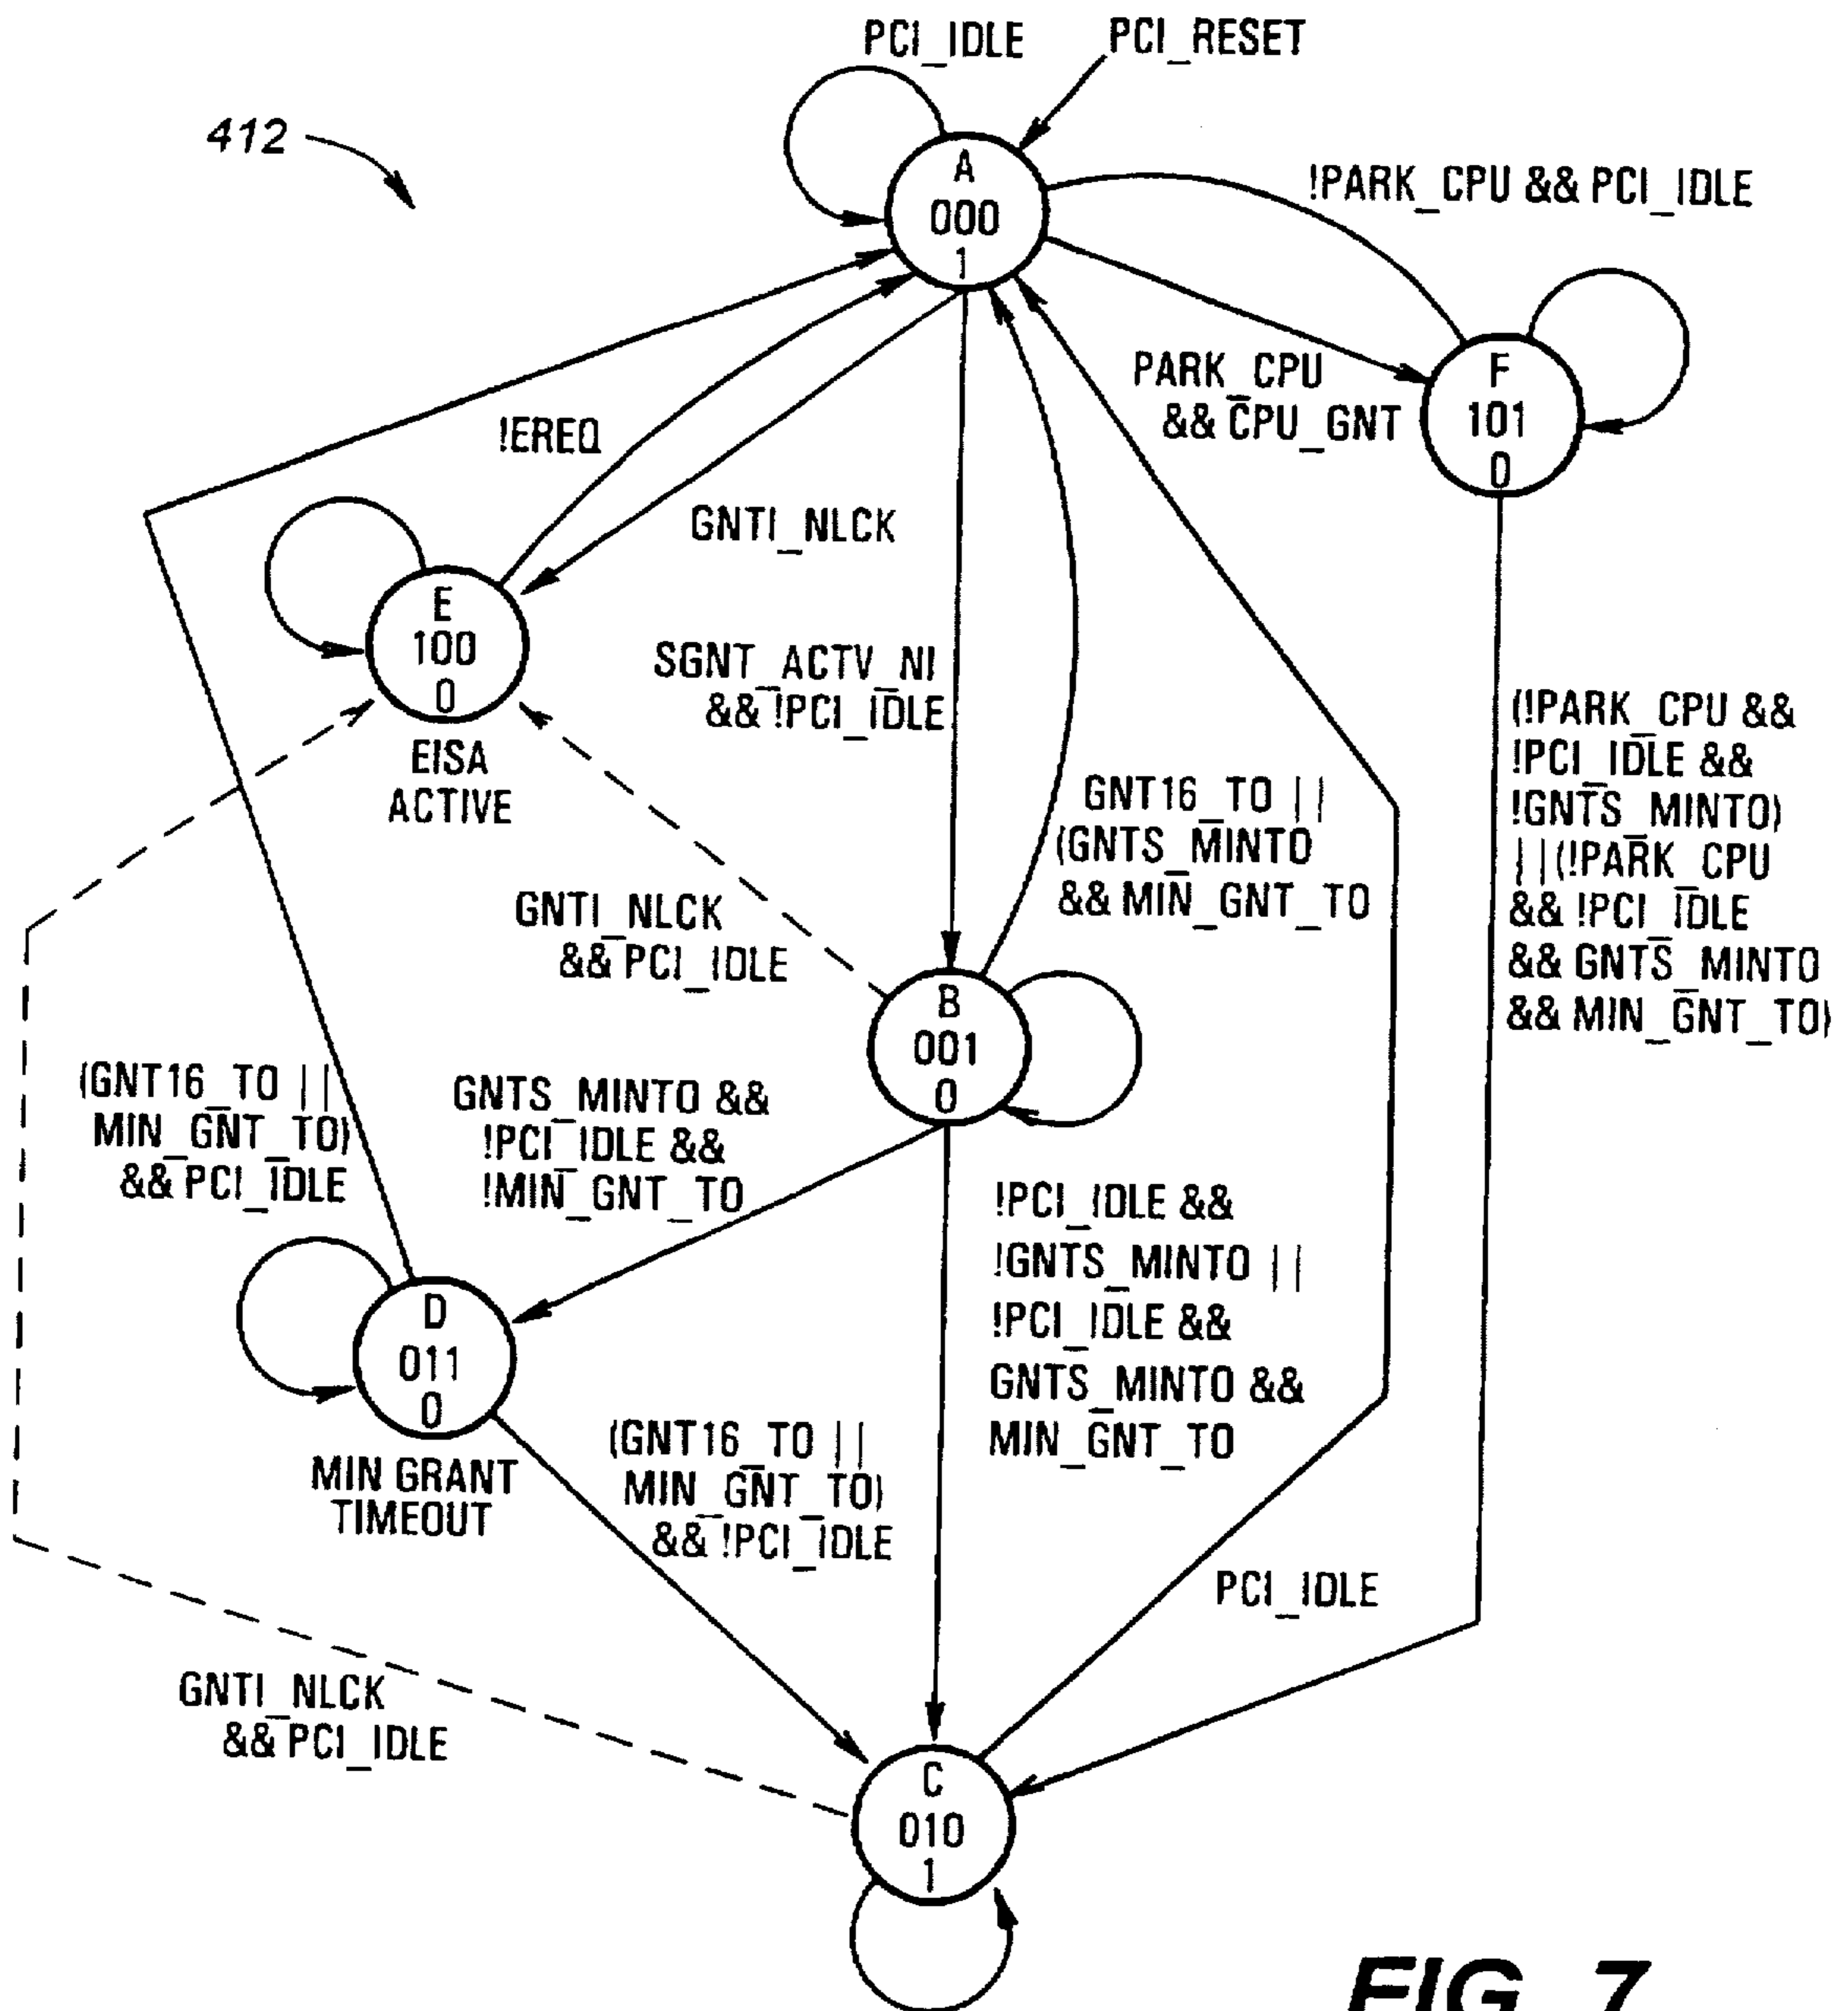 PCI_IDLE
PCI_RESET
412
A
000
1
!PARK_CPU && PCI_IDLE
PARK_CPU
&& CPU_GNT
F
101
0
!EREQ
GNTI_NLCK
E
100
0
EISA
ACTIVE
SGNT_ACTV_NI
&& !PCI_IDLE
(!PARK_CPU &&
!PCI_IDLE &&
!GNTS_MINTO)
||(!PARK_CPU
&& !PCI_IDLE
&& GNTS_MINTO
&& MIN_GNT_TO)
GNT16_TO ||
(GNTS_MINTO
&& MIN_GNT_TO
GNTI_NLCK
&& PCI_IDLE
B
001
0
(GNT16_TO ||
MIN_GNT_TO)
&& PCI_IDLE
GNTS_MINTO &&
!PCI_IDLE &&
!MIN_GNT_TO
!PCI_IDLE &&
!GNTS_MINTO ||
!PCI_IDLE &&
GNTS_MINTO &&
MIN_GNT_TO
D
011
0
MIN GRANT
TIMEOUT
(GNT16_TO ||
MIN_GNT_TO)
&& !PCI_IDLE
PCI_IDLE
GNTI_NLCK
&& PCI_IDLE
C
010
1
FIG. 7